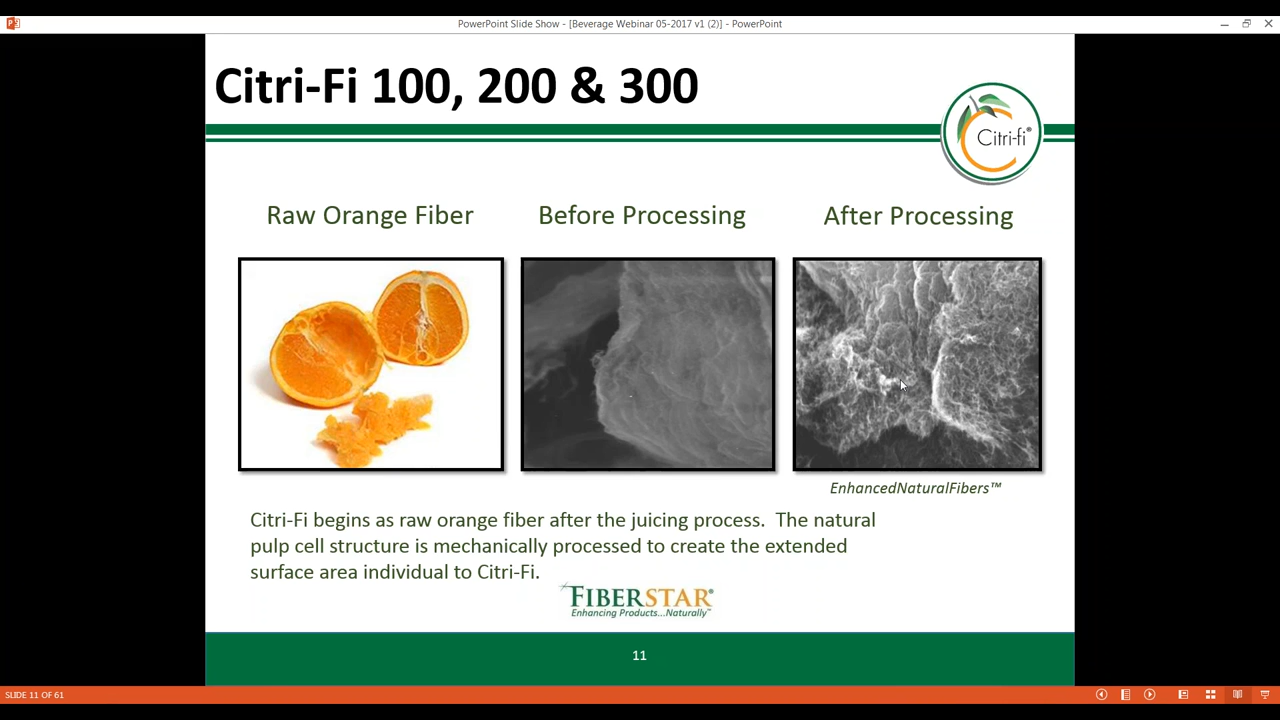 PowerPoint Slide Show - [Beverage Webinar 05-2017 v1 (2)] - PowerPoint
Citri-Fi 100, 200 & 300
Citri-fi®
Raw Orange Fiber
Before Processing
After Processing
EnhancedNaturalFibers™
Citri-Fi begins as raw orange fiber after the juicing process. The natural
pulp cell structure is mechanically processed to create the extended
surface area individual to Citri-Fi.
FIBERSTAR®
Enhancing Products...Naturally™
11
SLIDE 11 OF 61